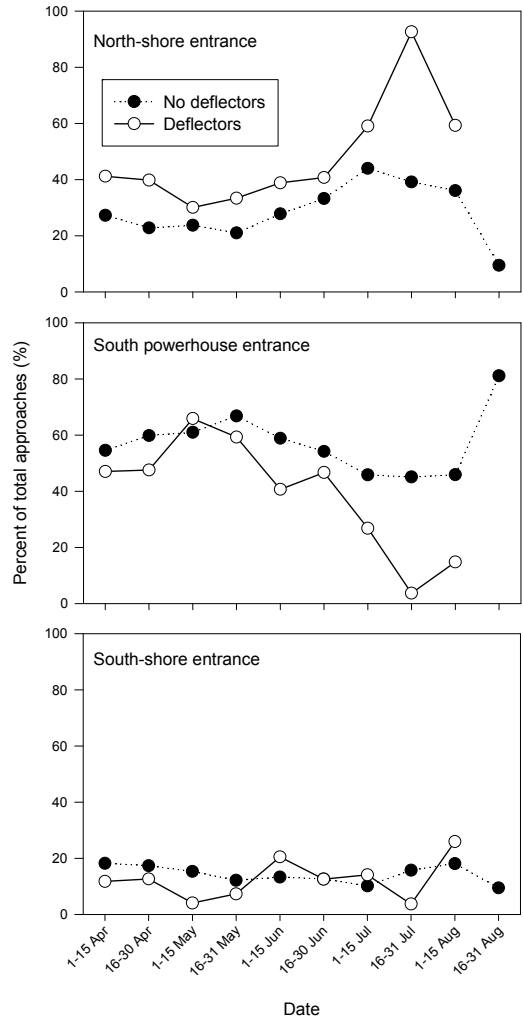 100
80
60
40
20
0
North-shore entrance
No deflectors
Deflectors
Percent of total approaches (%)
100
80
60
40
20
0
South powerhouse entrance
100
80
60
40
20
0
South-shore entrance
1-15 Apr
16-30 Apr
1-15 May
16-31 May
1-15 Jun
16-30 Jun
1-15 Jul
16-31 Jul
1-15 Aug
16-31 Aug
Date